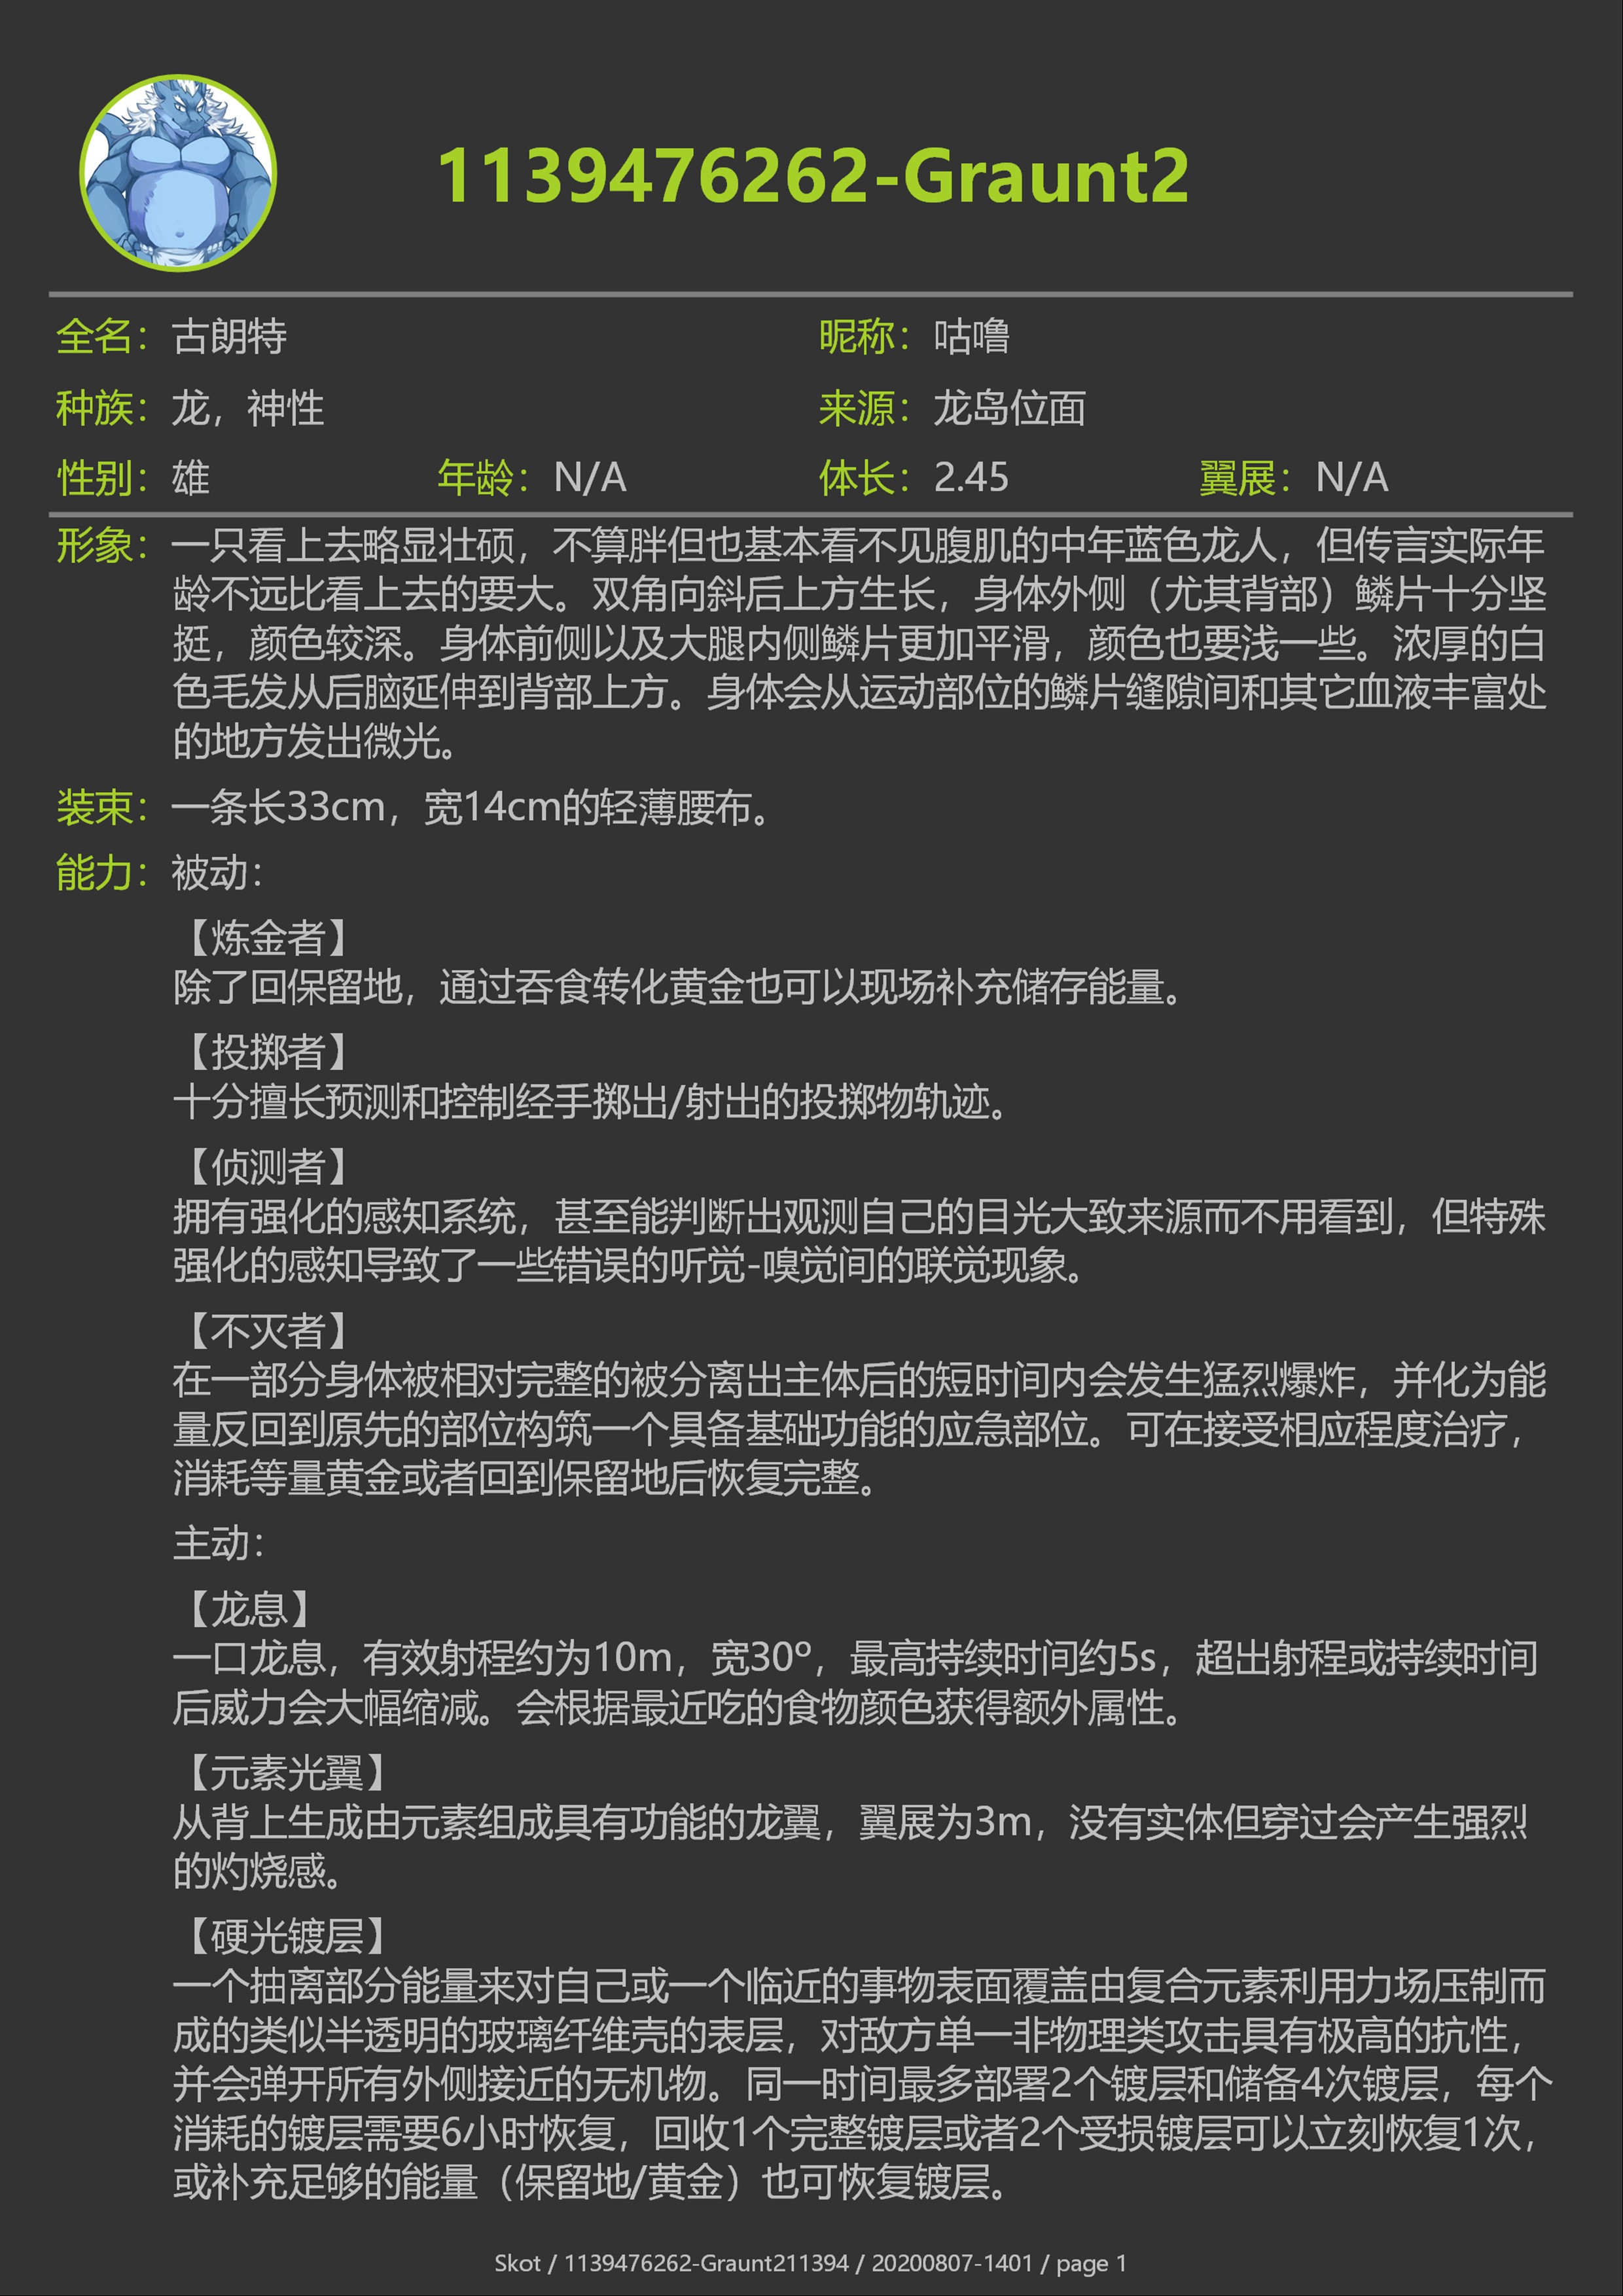 1139476262-Graunt2
全名：古朗特 昵称：咕噜
种族：龙，神性 来源：龙岛位面
性别：雄 年龄：N/A 体长：2.45 翼展：N/A
形象：一只看上去略显壮硕，不算胖但也基本看不见腹肌的中年蓝色龙人，但传言实际年
龄不远比看上去的要大。双角向斜后上方生长，身体外侧（尤其背部）鳞片十分坚
挺，颜色较深。身体前侧以及大腿内侧鳞片更加平滑，颜色也要浅一些。浓厚的白
色毛发从后脑延伸到背部上方。身体会从运动部位的鳞片缝隙间和其它血液丰富处
的地方发出微光。
装束：一条长33cm，宽14cm的轻薄腰布。
能力：被动：
【炼金者】
除了回保留地，通过吞食转化黄金也可以现场补充储存能量。
【投掷者】
十分擅长预测和控制经手掷出/射出的投掷物轨迹。
【侦测者】
拥有强化的感知系统，甚至能判断出观测自己的目光大致来源而不用看到，但特殊
强化的感知导致了一些错误的听觉-嗅觉间的联觉现象。
【不灭者】
在一部分身体被相对完整的被分离出主体后的短时间内会发生猛烈爆炸，并化为能
量反回到原先的部位构筑一个具备基础功能的应急部位。可在接受相应程度治疗，
消耗等量黄金或者回到保留地后恢复完整。
主动：
【龙息】
一口龙息，有效射程约为10m，宽30º，最高持续时间约5s，超出射程或持续时间
后威力会大幅缩减。会根据最近吃的食物颜色获得额外属性。
【元素光翼】
从背上生成由元素组成具有功能的龙翼，翼展为3m，没有实体但穿过会产生强烈
的灼烧感。
【硬光镀层】
一个抽离部分能量来对自己或一个临近的事物表面覆盖由复合元素利用力场压制而
成的类似半透明的玻璃纤维壳的表层，对敌方单一非物理类攻击具有极高的抗性，
并会弹开所有外侧接近的无机物。同一时间最多部署2个镀层和储备4次镀层，每个
消耗的镀层需要6小时恢复，回收1个完整镀层或者2个受损镀层可以立刻恢复1次，
或补充足够的能量（保留地/黄金）也可恢复镀层。
Skot / 1139476262-Graunt211394 / 20200807-1401 / page 1